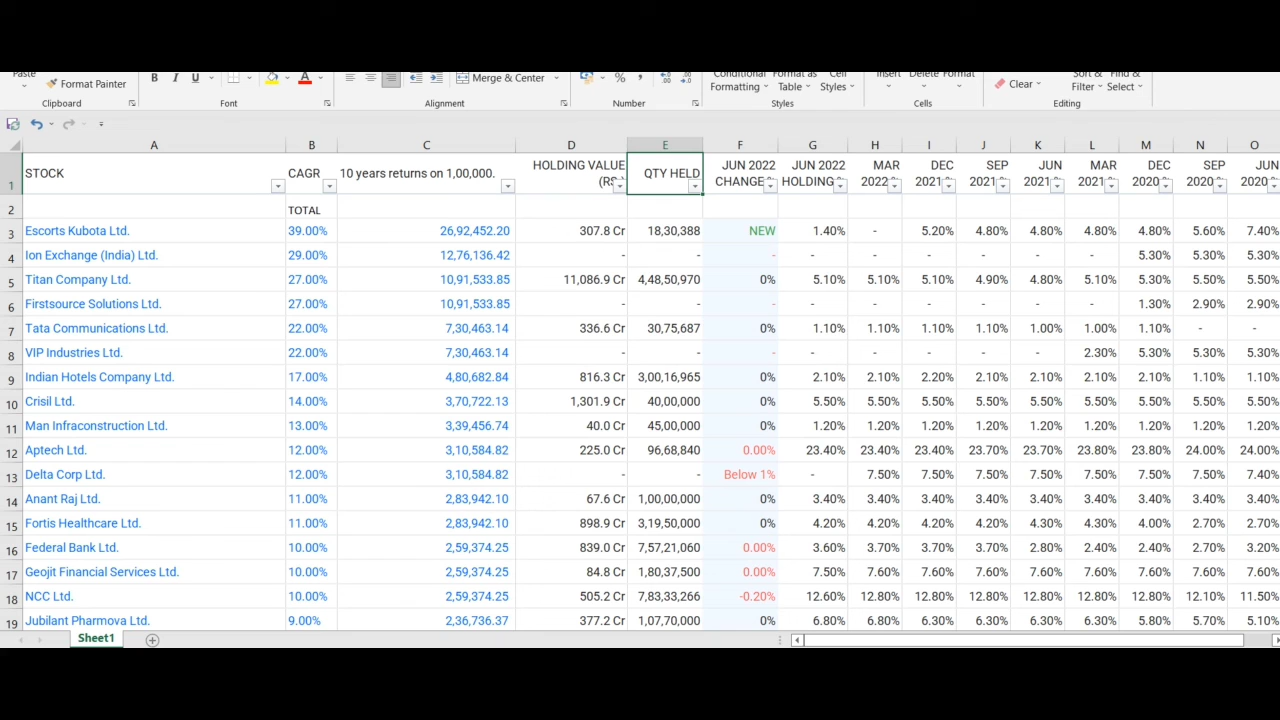 Paste Format Painter B I U A Merge & Center % , Conditional Format as Cell Insert Delete Format Clear Sort & Find &
Formatting Table Styles Filter Select
Clipboard Font Alignment Number Styles Cells Editing
A B C D E F G H I J K L M N O
1 STOCK CAGR 10 years returns on 1,00,000. HOLDING VALUE (RS.) QTY HELD JUN 2022 CHANGE % JUN 2022 HOLDING % MAR 2022 % DEC 2021 % SEP 2021 % JUN 2021 % MAR 2021 % DEC 2020 % SEP 2020 % JUN 2020 %
2 TOTAL
3 Escorts Kubota Ltd. 39.00% 26,92,452.20 307.8 Cr 18,30,388 NEW 1.40% - 5.20% 4.80% 4.80% 4.80% 4.80% 5.60% 7.40%
4 Ion Exchange (India) Ltd. 29.00% 12,76,136.42 - - - - - - - - - 5.30% 5.30% 5.30%
5 Titan Company Ltd. 27.00% 10,91,533.85 11,086.9 Cr 4,48,50,970 0% 5.10% 5.10% 5.10% 4.90% 4.80% 5.10% 5.30% 5.50% 5.50%
6 Firstsource Solutions Ltd. 27.00% 10,91,533.85 - - - - - - - - - 1.30% 2.90% 2.90%
7 Tata Communications Ltd. 22.00% 7,30,463.14 336.6 Cr 30,75,687 0% 1.10% 1.10% 1.10% 1.10% 1.00% 1.00% 1.10% - -
8 VIP Industries Ltd. 22.00% 7,30,463.14 - - - - - - - - 2.30% 5.30% 5.30% 5.30%
9 Indian Hotels Company Ltd. 17.00% 4,80,682.84 816.3 Cr 3,00,16,965 0% 2.10% 2.10% 2.20% 2.10% 2.10% 2.10% 2.10% 1.10% 1.10%
10 Crisil Ltd. 14.00% 3,70,722.13 1,301.9 Cr 40,00,000 0% 5.50% 5.50% 5.50% 5.50% 5.50% 5.50% 5.50% 5.50% 5.50%
11 Man Infraconstruction Ltd. 13.00% 3,39,456.74 40.0 Cr 45,00,000 0% 1.20% 1.20% 1.20% 1.20% 1.20% 1.20% 1.20% 1.20% 1.20%
12 Aptech Ltd. 12.00% 3,10,584.82 225.0 Cr 96,68,840 0.00% 23.40% 23.40% 23.40% 23.70% 23.70% 23.80% 23.80% 24.00% 24.00%
13 Delta Corp Ltd. 12.00% 3,10,584.82 - - Below 1% - 7.50% 7.50% 7.50% 7.50% 7.50% 7.50% 7.50% 7.40%
14 Anant Raj Ltd. 11.00% 2,83,942.10 67.6 Cr 1,00,00,000 0% 3.40% 3.40% 3.40% 3.40% 3.40% 3.40% 3.40% 3.40% 3.40%
15 Fortis Healthcare Ltd. 11.00% 2,83,942.10 898.9 Cr 3,19,50,000 0% 4.20% 4.20% 4.20% 4.20% 4.30% 4.30% 4.00% 2.70% 2.70%
16 Federal Bank Ltd. 10.00% 2,59,374.25 839.0 Cr 7,57,21,060 0.00% 3.60% 3.70% 3.70% 3.70% 2.80% 2.40% 2.40% 2.70% 3.20%
17 Geojit Financial Services Ltd. 10.00% 2,59,374.25 84.8 Cr 1,80,37,500 0.00% 7.50% 7.60% 7.60% 7.60% 7.60% 7.60% 7.60% 7.60% 7.60%
18 NCC Ltd. 10.00% 2,59,374.25 505.2 Cr 7,83,33,266 -0.20% 12.60% 12.80% 12.80% 12.80% 12.80% 12.80% 12.80% 12.10% 11.50%
19 Jubilant Pharmova Ltd. 9.00% 2,36,736.37 377.2 Cr 1,07,70,000 0% 6.80% 6.80% 6.30% 6.30% 6.30% 6.30% 5.80% 5.70% 5.10%
Sheet1